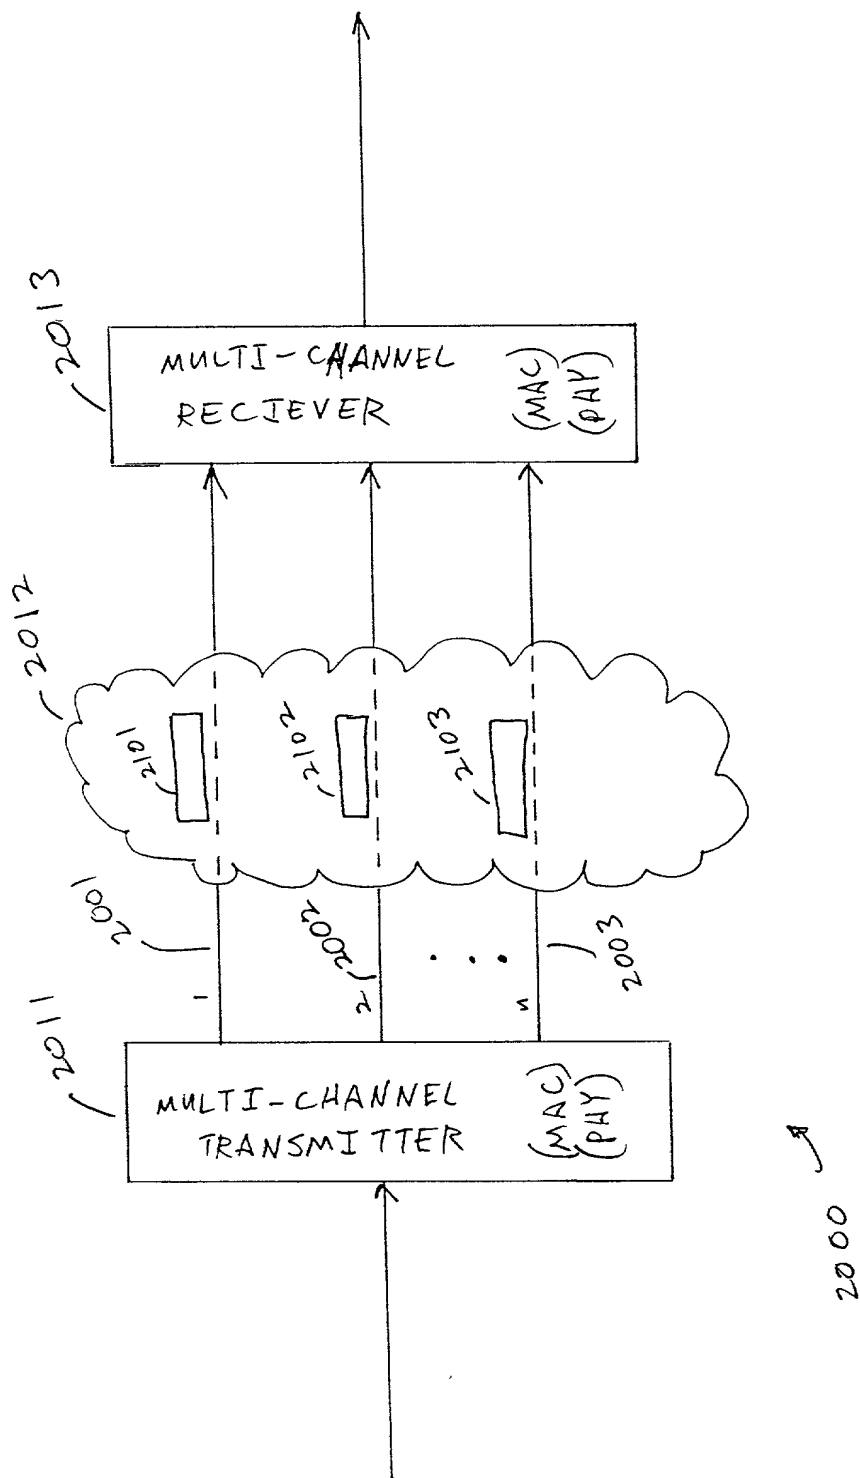 2013
MULTI-CHANNEL
RECIEVER
(MAC)
(PHY)
2012
2101
2102
2103
2001
2002
2003
1
2
n
2011
MULTI-CHANNEL
TRANSMITTER
(MAC)
(PHY)
2000